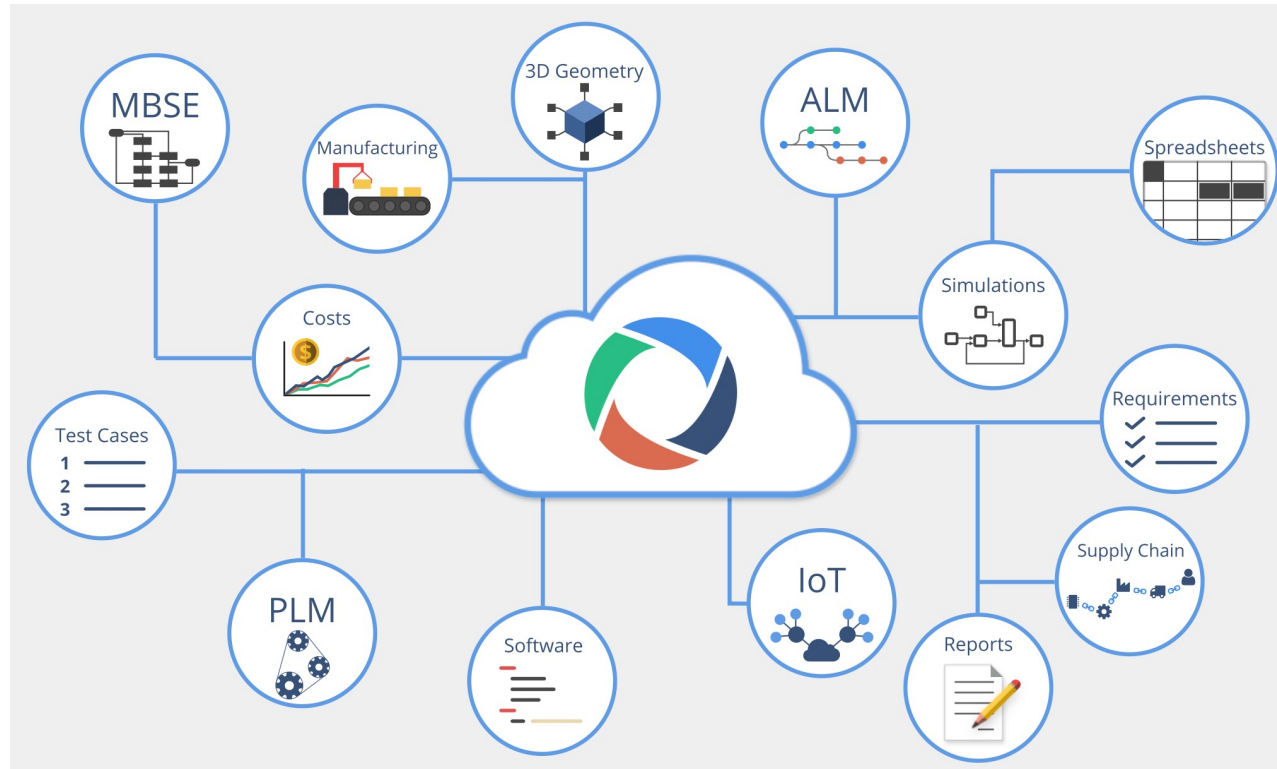 3D Geometry
MBSE
ALM
Manufacturing
Spreadsheets
Simulations
Costs
$
Requirements
Test Cases
1
2
3
Supply Chain
IoT
PLM
Software
Reports